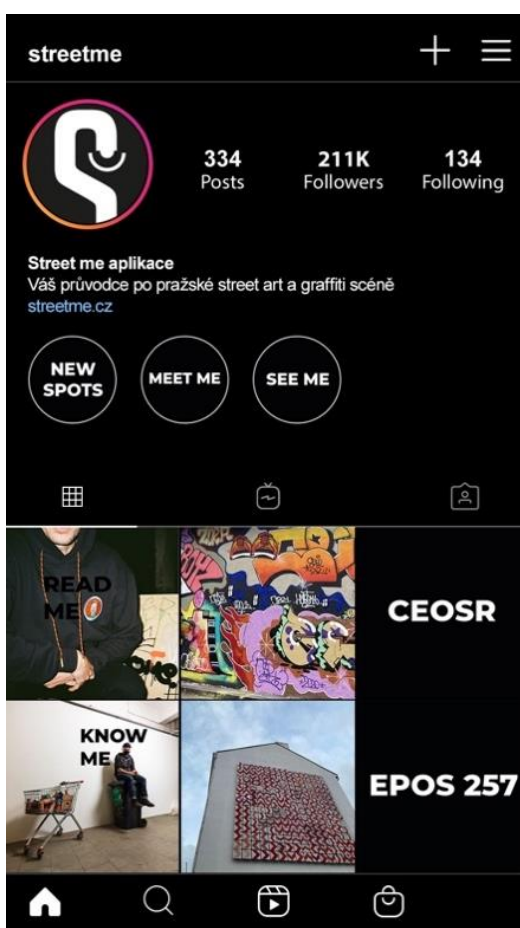 streetme
334
Posts
211K
Followers
134
Following
Street me aplikace
Váš průvodce po pražské street art a graffiti scéně
streetme.cz
NEW
SPOTS
MEET ME
SEE ME
READ
ME
CEOSR
KNOW
ME
EPOS 257